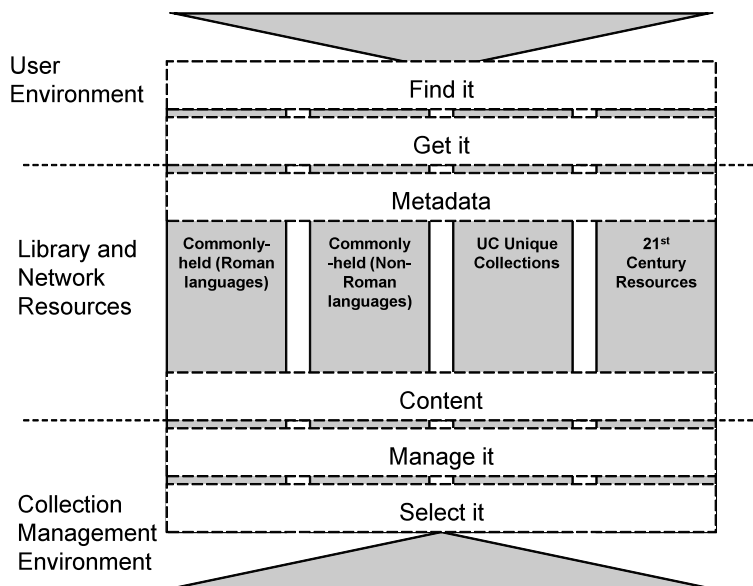 User
Environment
Find it
Get it
Metadata
Library and
Network
Resources
Commonly-
held (Roman
languages)
Commonly
-held (Non-
Roman
languages)
UC Unique
Collections
21st
Century
Resources
Content
Manage it
Collection
Management
Environment
Select it